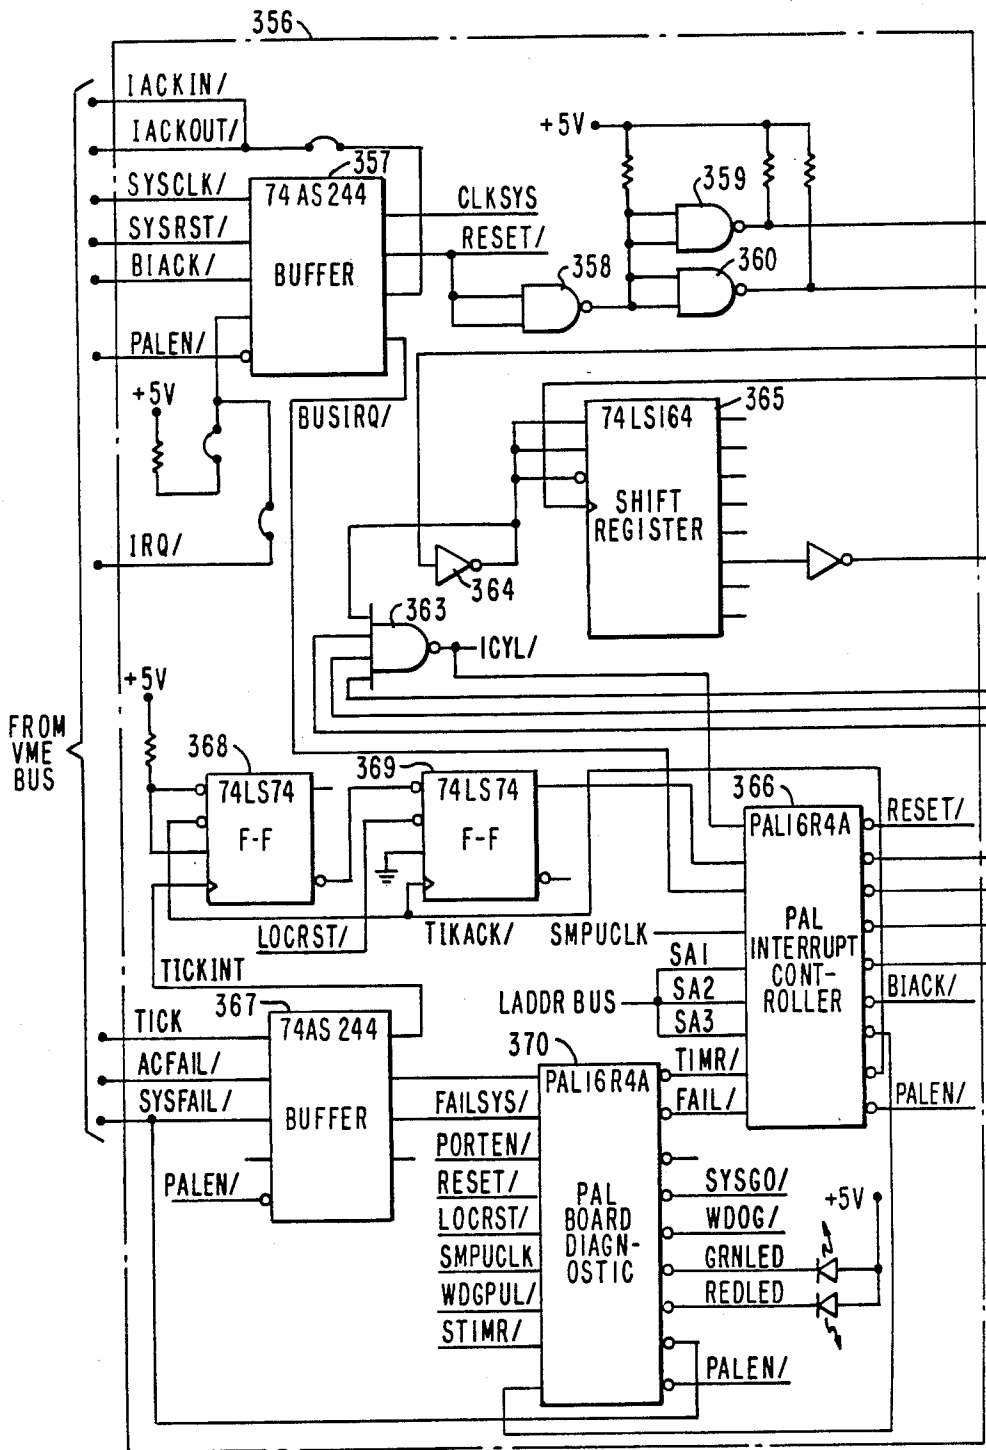 356
IACKIN/
IACKOUT/
+5V
357
359
SYSCLK/
74AS244
CLKSYS
SYSRST/
RESET/
BIACK/
BUFFER
358
360
PALEN/
+5V
BUSIRQ/
365
74LS164
SHIFT
REGISTER
IRQ/
364
363
ICYL/
+5V
FROM
VME
BUS
368
369
366
74LS74
74LS74
PAL16R4A
RESET/
F-F
F-F
PAL
INTERRUPT
CONT-
ROLLER
LOCRST/
TIKACK/
SMPUCLK
TICKINT
SA1
LADDR BUS
SA2
BIACK/
SA3
367
TICK
74AS244
370
TIMR/
ACFAIL/
PAL16R4A
SYSFAIL/
FAILSYS/
FAIL/
PALEN/
BUFFER
PORTEN/
PALEN/
RESET/
PAL
BOARD
DIAGN-
OSTIC
SYSGO/
+5V
LOCRST/
WDOG/
SMPUCLK
GRNLED
WDGPUL/
REDLED
STIMR/
PALEN/